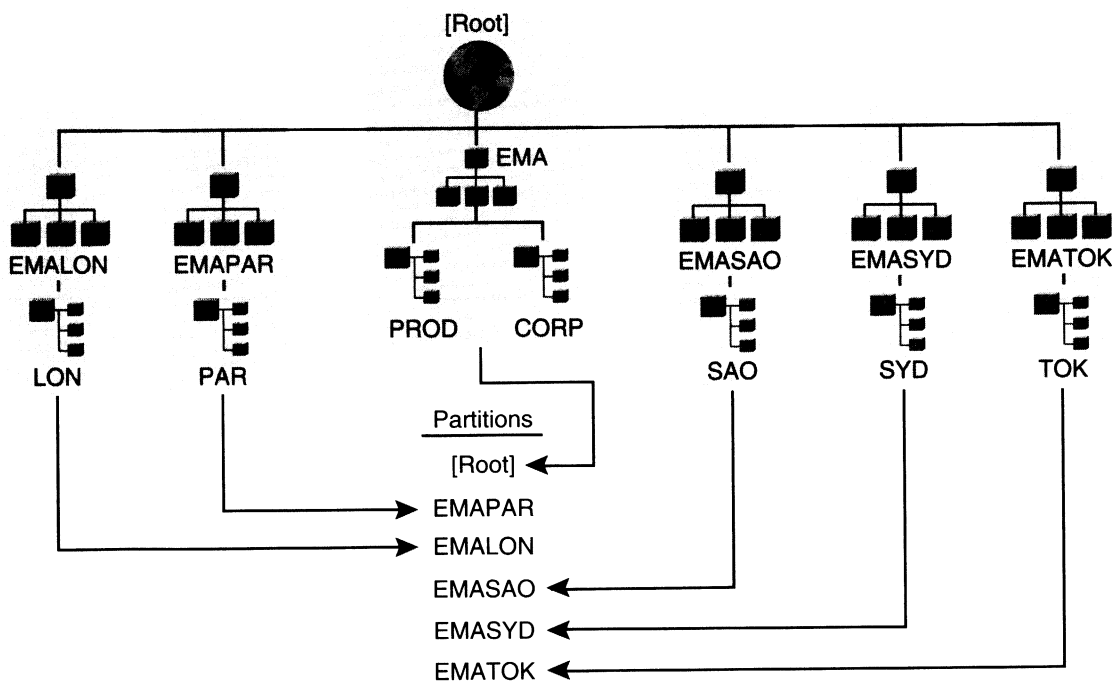 [Root]
EMA
EMALON
EMAPAR
EMASAO
EMASYD
EMATOK
PROD
CORP
LON
PAR
SAO
SYD
TOK
Partitions
[Root]
EMAPAR
EMALON
EMASAO
EMASYD
EMATOK